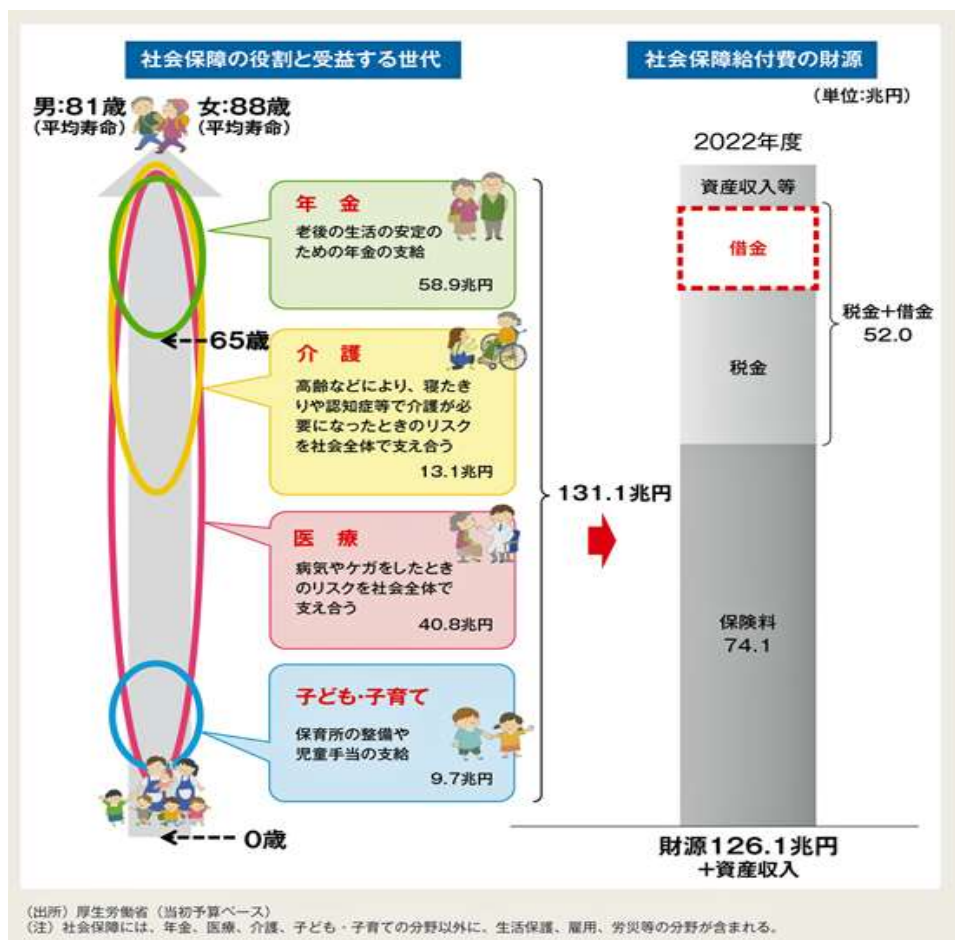 社会保障の役割と受益する世代
男:81歳
(平均寿命)
女:88歳
(平均寿命)
年 金
老後の生活の安定の
ための年金の支給
58.9兆円
65歳
介 護
高齢などにより、寝たき
りや認知症等で介護が必
要になったときのリスク
を社会全体で支え合う
13.1兆円
医 療
病気やケガをしたとき
のリスクを社会全体で
支え合う
40.8兆円
子ども・子育て
保育所の整備や
児童手当の支給
9.7兆円
0歳
131.1兆円
社会保障給付費の財源
(単位:兆円)
2022年度
資産収入等
借金
税金
税金+借金
52.0
保険料
74.1
財源126.1兆円
+資産収入
(出所)厚生労働省(当初予算ベース)
(注)社会保障には、年金、医療、介護、子ども・子育ての分野以外に、生活保護、雇用、労災等の分野が含まれる。